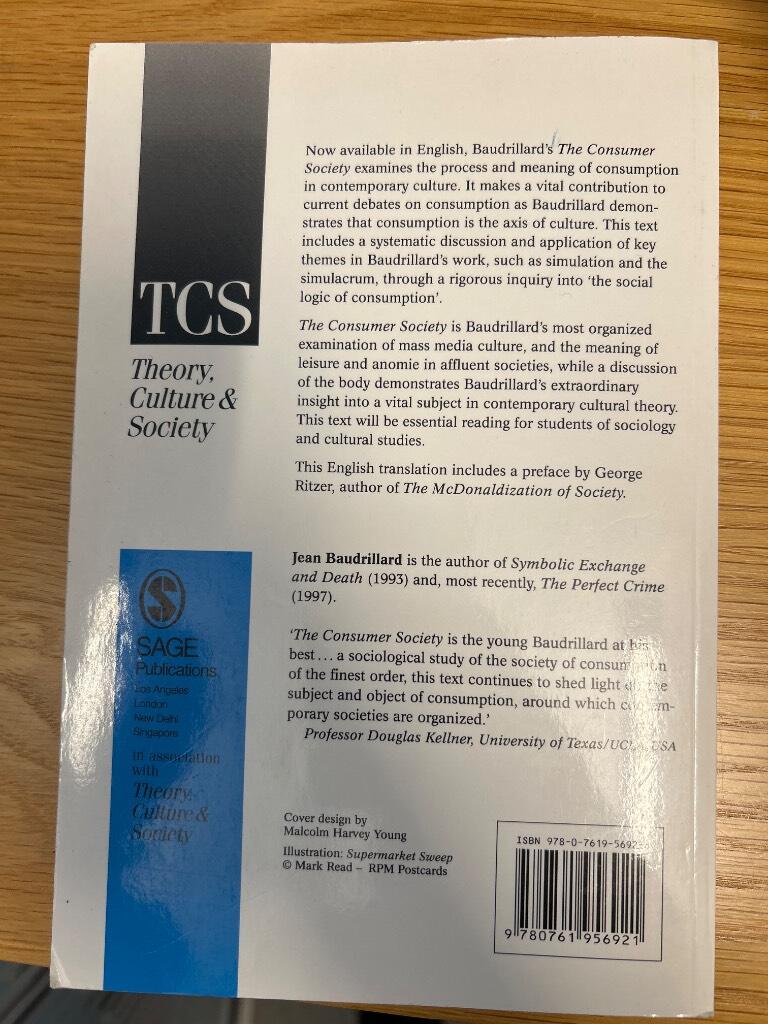 TCS
Theory,
Culture &
Society
Now available in English, Baudrillard's The Consumer
Society examines the process and meaning of consumption
in contemporary culture. It makes a vital contribution to
current debates on consumption as Baudrillard demon-
strates that consumption is the axis of culture. This text
includes a systematic discussion and application of key
themes in Baudrillard's work, such as simulation and the
simulacrum, through a rigorous inquiry into 'the social
logic of consumption'.
The Consumer Society is Baudrillard's most organized
examination of mass media culture, and the meaning of
leisure and anomie in affluent societies, while a discussion
of the body demonstrates Baudrillard's extraordinary
insight into a vital subject in contemporary cultural theory.
This text will be essential reading for students of sociology
and cultural studies.
This English translation includes a preface by George
Ritzer, author of The McDonaldization of Society.
Jean Baudrillard is the author of Symbolic Exchange
and Death (1993) and, most recently, The Perfect Crime
(1997).
'The Consumer Society is the young Baudrillard at his
best ... a sociological study of the society of consumption
of the finest order, this text continues to shed light on the
subject and object of consumption, around which contem-
porary societies are organized.'
Professor Douglas Kellner, University of Texas/UCLA, USA
S
SAGE
Publications
Los Angeles
London
New Delhi
Singapore
in association
with
Theory,
Culture &
Society
Cover design by
Malcolm Harvey Young
Illustration: Supermarket Sweep
© Mark Read – RPM Postcards
ISBN
9 780761 956921